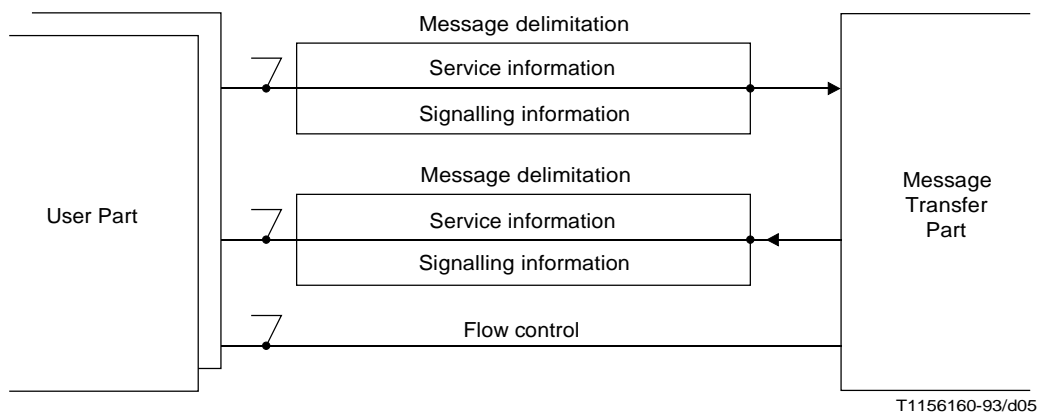 Message delimitation
Service information
Signalling information
Message delimitation
User Part
Service information
Signalling information
Message
Transfer
Part
Flow control
T1156160-93/d05